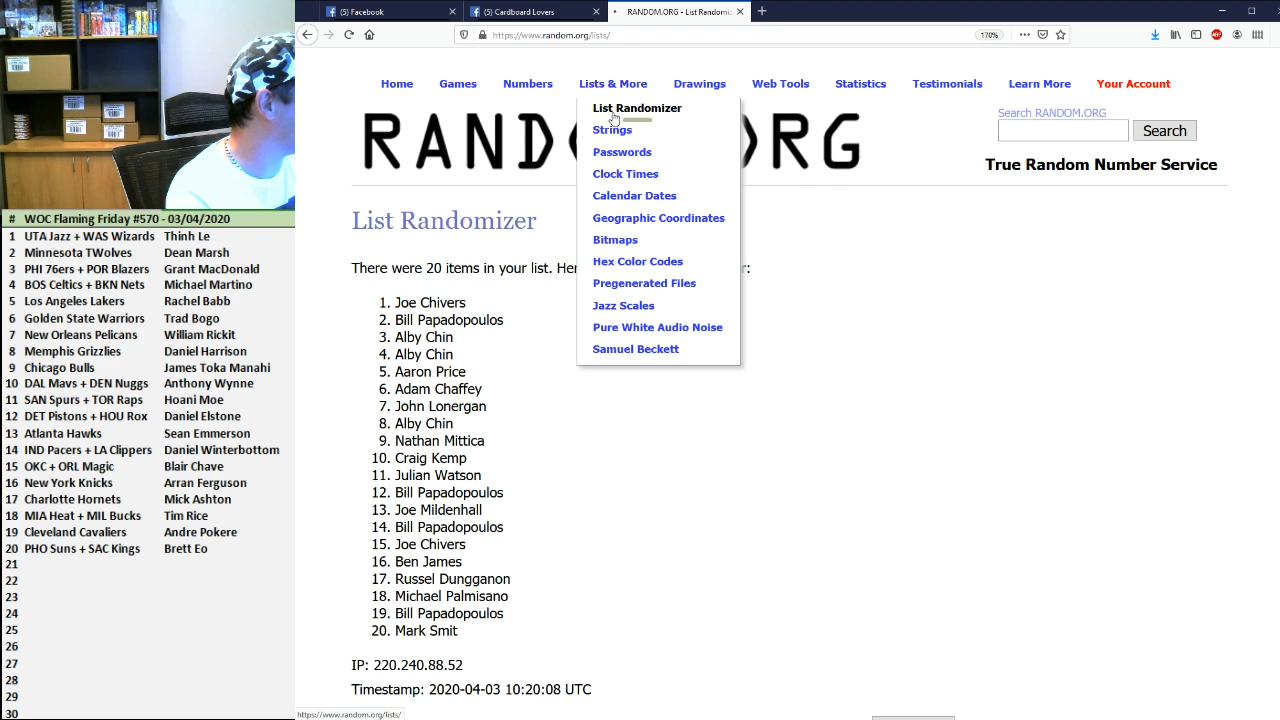 (5) Facebook
(5) Cardboard Lovers
RANDOM.ORG - List Randomiz
https://www.random.org/lists/
170%
Home Games Numbers Lists & More Drawings Web Tools Statistics Testimonials Learn More Your Account
List Randomizer
Strings
Passwords
Clock Times
Calendar Dates
Geographic Coordinates
Bitmaps
Hex Color Codes
Pregenerated Files
Jazz Scales
Pure White Audio Noise
Samuel Beckett
Search RANDOM.ORG
Search
True Random Number Service
List Randomizer
There were 20 items in your list. Her
1. Joe Chivers
2. Bill Papadopoulos
3. Alby Chin
4. Alby Chin
5. Aaron Price
6. Adam Chaffey
7. John Lonergan
8. Alby Chin
9. Nathan Mittica
10. Craig Kemp
11. Julian Watson
12. Bill Papadopoulos
13. Joe Mildenhall
14. Bill Papadopoulos
15. Joe Chivers
16. Ben James
17. Russel Dungganon
18. Michael Palmisano
19. Bill Papadopoulos
20. Mark Smit
IP: 220.240.88.52
Timestamp: 2020-04-03 10:20:08 UTC
https://www.random.org/lists/
# WOC Flaming Friday #570 - 03/04/2020
1 UTA Jazz + WAS Wizards Thinh Le
2 Minnesota TWolves Dean Marsh
3 PHI 76ers + POR Blazers Grant MacDonald
4 BOS Celtics + BKN Nets Michael Martino
5 Los Angeles Lakers Rachel Babb
6 Golden State Warriors Trad Bogo
7 New Orleans Pelicans William Rickit
8 Memphis Grizzlies Daniel Harrison
9 Chicago Bulls James Toka Manahi
10 DAL Mavs + DEN Nuggs Anthony Wynne
11 SAN Spurs + TOR Raps Hoani Moe
12 DET Pistons + HOU Rox Daniel Elstone
13 Atlanta Hawks Sean Emmerson
14 IND Pacers + LA Clippers Daniel Winterbottom
15 OKC + ORL Magic Blair Chave
16 New York Knicks Arran Ferguson
17 Charlotte Hornets Mick Ashton
18 MIA Heat + MIL Bucks Tim Rice
19 Cleveland Cavaliers Andre Pokere
20 PHO Suns + SAC Kings Brett Eo
21
22
23
24
25
26
27
28
29
30